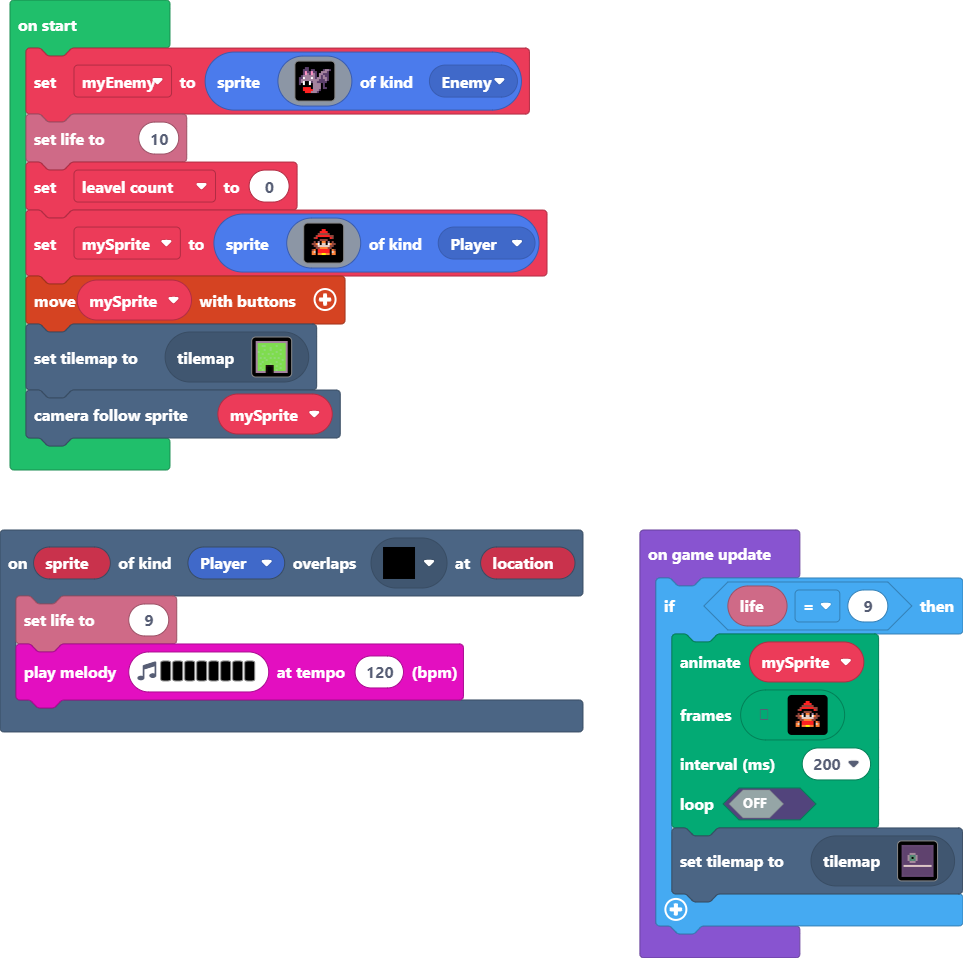 on start
set myEnemy to sprite of kind Enemy
set life to 10
set leavel count to 0
set mySprite to sprite of kind Player
move mySprite with buttons
set tilemap to tilemap
camera follow sprite mySprite
on sprite of kind Player overlaps at location
set life to 9
play melody at tempo 120 (bpm)
on game update
if life = 9 then
animate mySprite
frames
interval (ms) 200
loop OFF
set tilemap to tilemap